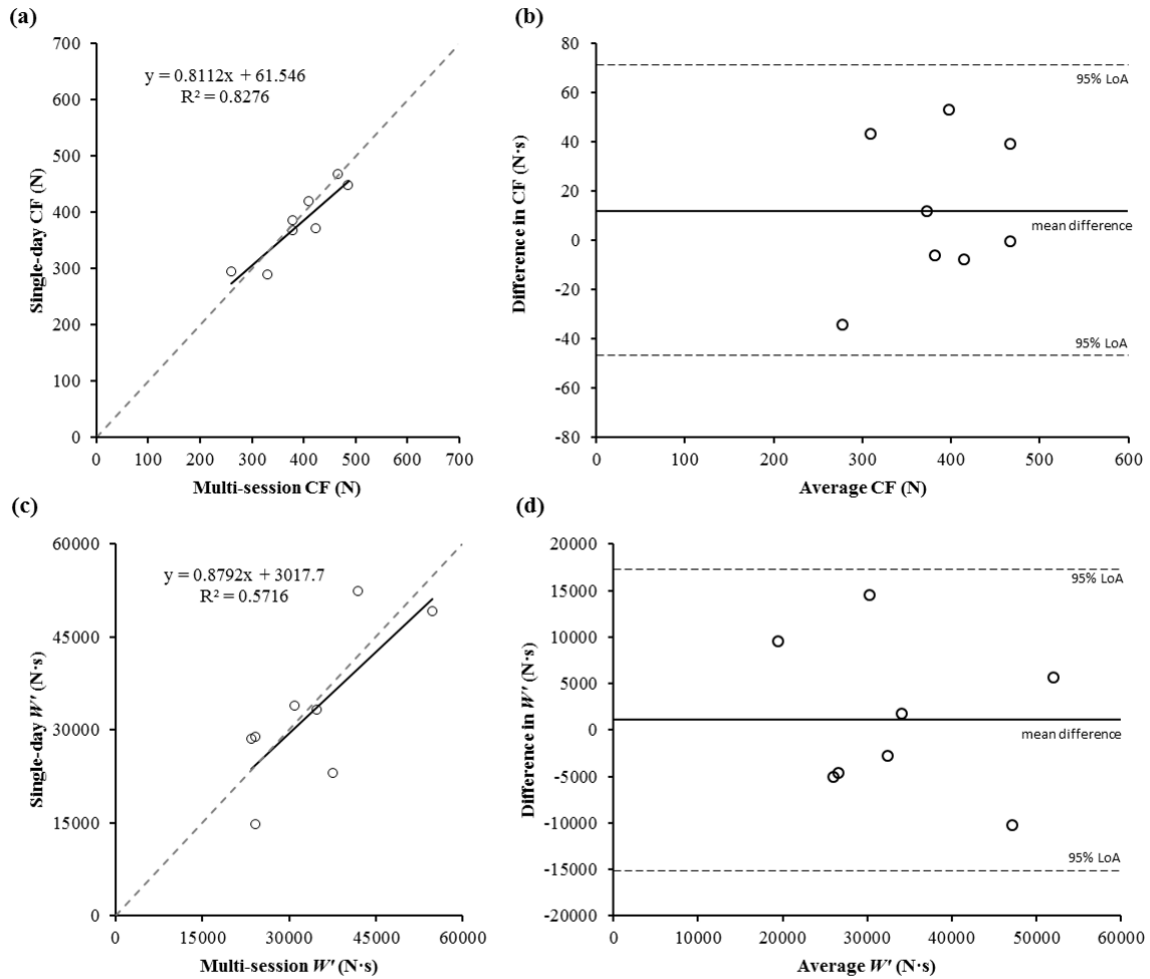 (a)
700
600
500
400
300
200
100
0
Single-day CF (N)
y = 0.8112x + 61.546
R² = 0.8276
0 100 200 300 400 500 600 700
Multi-session CF (N)
(b)
80
60
40
20
0
-20
-40
-60
-80
Difference in CF (N·s)
95% LoA
mean difference
95% LoA
0 100 200 300 400 500 600
Average CF (N)
(c)
60000
45000
30000
15000
0
Single-day W' (N·s)
y = 0.8792x + 3017.7
R² = 0.5716
0 15000 30000 45000 60000
Multi-session W' (N·s)
(d)
20000
15000
10000
5000
0
-5000
-10000
-15000
-20000
Difference in W' (N·s)
95% LoA
mean difference
95% LoA
0 10000 20000 30000 40000 50000 60000
Average W' (N·s)